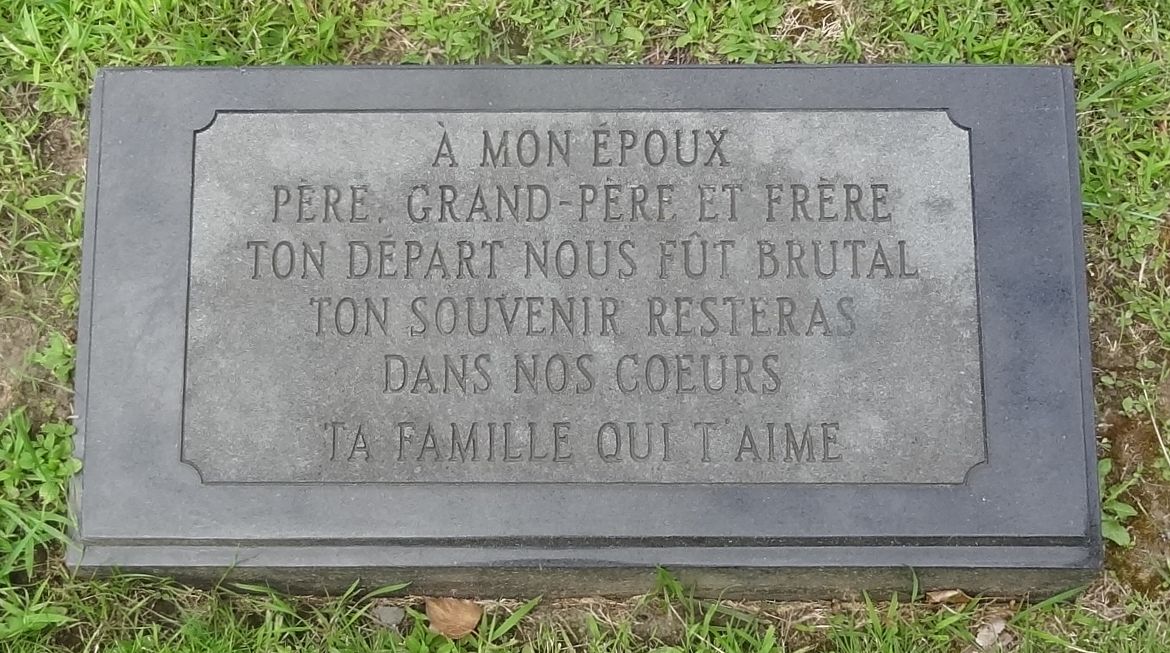 À MON ÉPOUX
PÈRE, GRAND-PÈRE ET FRÈRE
TON DÉPART NOUS FÛT BRUTAL
TON SOUVENIR RESTERAS
DANS NOS COEURS
TA FAMILLE QUI T'AIME